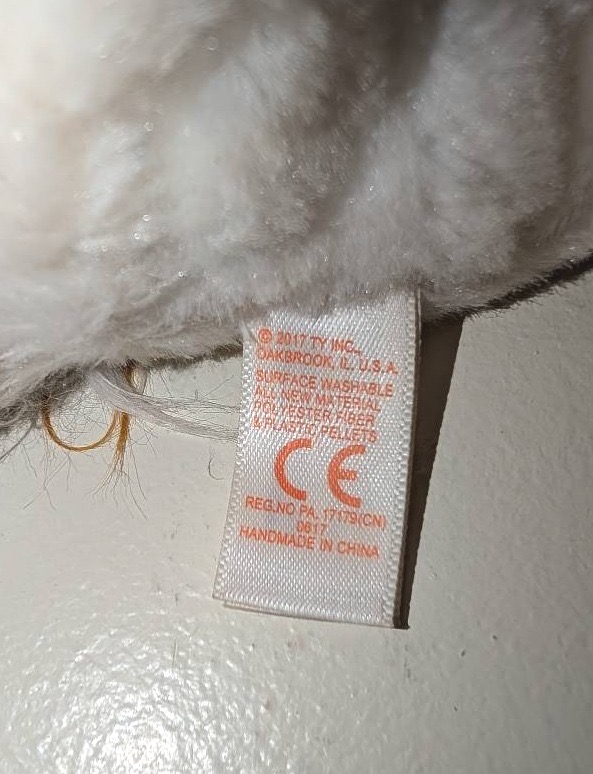 © 2017 TY INC.,
OAKBROOK, IL. U.S.A.
SURFACE WASHABLE
ALL NEW MATERIAL
POLYESTER FIBER
& PLASTIC PELLETS
CE
REG.NO PA. 17179(CN)
0617
HANDMADE IN CHINA